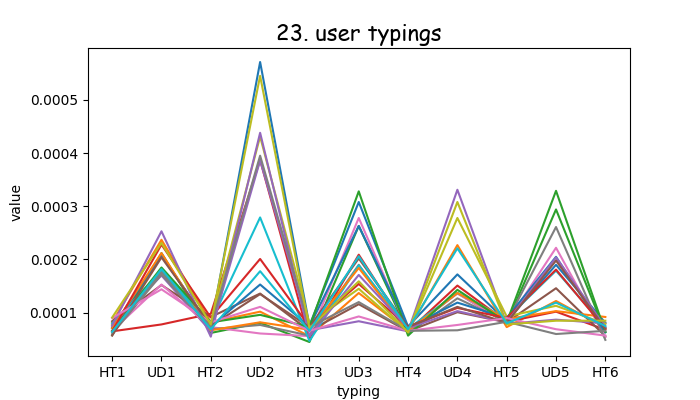 23. user typings
value
0.0005
0.0004
0.0003
0.0002
0.0001
HT1 UD1 HT2 UD2 HT3 UD3 HT4 UD4 HT5 UD5 HT6
typing